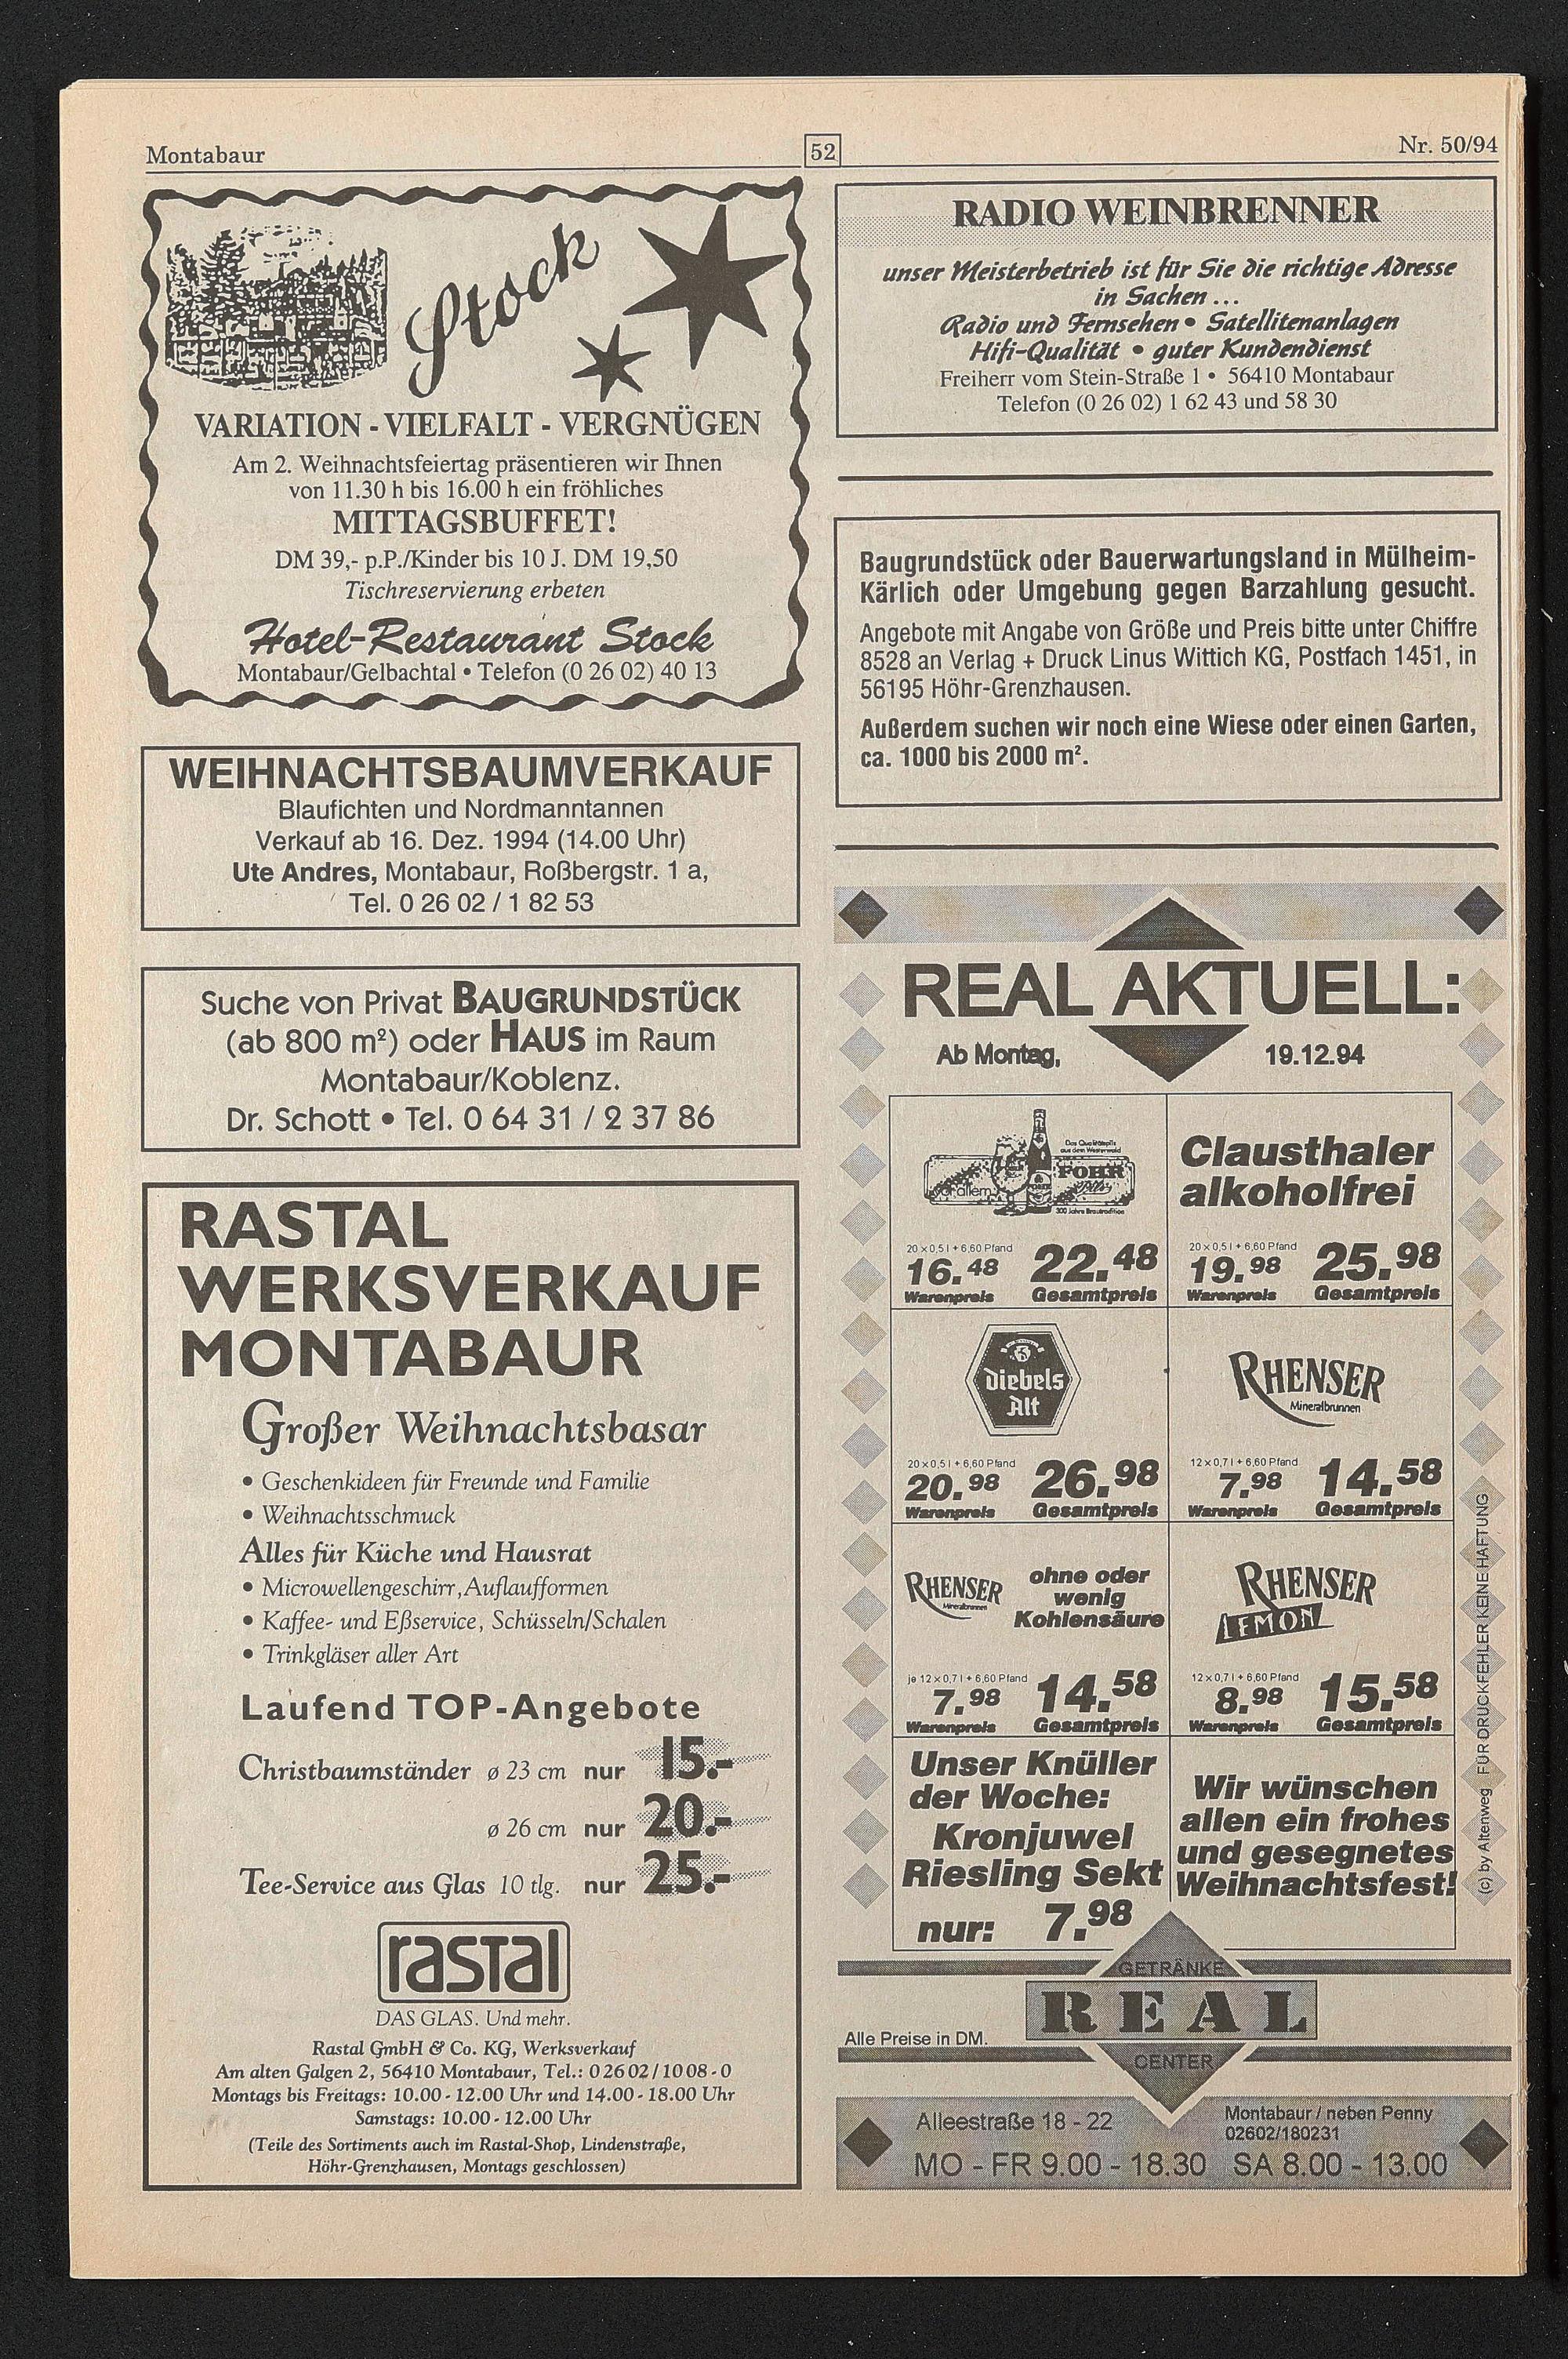 Montabaur
52
Nr. 50/94
Stock
VARIATION - VIELFALT - VERGNÜGEN
Am 2. Weihnachtsfeiertag präsentieren wir Ihnen
von 11.30 h bis 16.00 h ein fröhliches
MITTAGSBUFFET!
DM 39,- p.P./Kinder bis 10 J. DM 19,50
Tischreservierung erbeten
Hotel-Restaurant Stock
Montabaur/Gelbachtal • Telefon (0 26 02) 40 13
WEIHNACHTSBAUMVERKAUF
Blaufichten und Nordmanntannen
Verkauf ab 16. Dez. 1994 (14.00 Uhr)
Ute Andres, Montabaur, Roßbergstr. 1 a,
Tel. 0 26 02 / 1 82 53
Suche von Privat BAUGRUNDSTÜCK
(ab 800 m²) oder HAUS im Raum
Montabaur/Koblenz.
Dr. Schott • Tel. 0 64 31 / 2 37 86
RASTAL
WERKSVERKAUF
MONTABAUR
Großer Weihnachtsbasar
• Geschenkideen für Freunde und Familie
• Weihnachtsschmuck
Alles für Küche und Hausrat
• Microwellengeschirr, Auflaufformen
• Kaffee- und Eßservice, Schüsseln/Schalen
• Trinkgläser aller Art
Laufend TOP-Angebote
Christbaumständer ø 23 cm nur 15.-
ø 26 cm nur 20.-
Tee-Service aus Glas 10 tlg. nur 25.-
rastal
DAS GLAS. Und mehr.
Rastal GmbH & Co. KG, Werksverkauf
Am alten Galgen 2, 56410 Montabaur, Tel.: 0 26 02 / 10 08 - 0
Montags bis Freitags: 10.00 - 12.00 Uhr und 14.00 - 18.00 Uhr
Samstags: 10.00 - 12.00 Uhr
(Teile des Sortiments auch im Rastal-Shop, Lindenstraße,
Höhr-Grenzhausen, Montags geschlossen)
RADIO WEINBRENNER
unser Meisterbetrieb ist für Sie die richtige Adresse
in Sachen ...
Radio und Fernsehen • Satellitenanlagen
Hifi-Qualität • guter Kundendienst
Freiherr vom Stein-Straße 1 • 56410 Montabaur
Telefon (0 26 02) 1 62 43 und 58 30
Baugrundstück oder Bauerwartungsland in Mülheim-
Kärlich oder Umgebung gegen Barzahlung gesucht.
Angebote mit Angabe von Größe und Preis bitte unter Chiffre
8528 an Verlag + Druck Linus Wittich KG, Postfach 1451, in
56195 Höhr-Grenzhausen.
Außerdem suchen wir noch eine Wiese oder einen Garten,
ca. 1000 bis 2000 m².
REAL AKTUELL:
Ab Montag, 19.12.94
Das Qualitätspils
aus dem Westerwald
vor allem
FOHR
Pils
300 Jahre Brautradition
20 x 0,5 l + 6,60 Pfand
16.48 22.48
Warenpreis Gesamtpreis
Clausthaler
alkoholfrei
20 x 0,5 l + 6,60 Pfand
19.98 25.98
Warenpreis Gesamtpreis
Diebels
Alt
20 x 0,5 l + 6,60 Pfand
20.98 26.98
Warenpreis Gesamtpreis
RHENSER
Mineralbrunnen
12 x 0,7 l + 6,60 Pfand
7.98 14.58
Warenpreis Gesamtpreis
RHENSER
Mineralbrunnen
ohne oder
wenig
Kohlensäure
je 12 x 0,7 l + 6,60 Pfand
7.98 14.58
Warenpreis Gesamtpreis
RHENSER
LEMON
12 x 0,7 l + 6,60 Pfand
8.98 15.58
Warenpreis Gesamtpreis
Unser Knüller
der Woche:
Kronjuwel
Riesling Sekt
nur: 7.98
Wir wünschen
allen ein frohes
und gesegnetes
Weihnachtsfest!
(c) by Altenweg FÜR DRUCKFEHLER KEINE HAFTUNG
GETRÄNKE
REAL
CENTER
Alle Preise in DM.
Alleestraße 18 - 22
Montabaur / neben Penny
02602/180231
MO - FR 9.00 - 18.30 SA 8.00 - 13.00